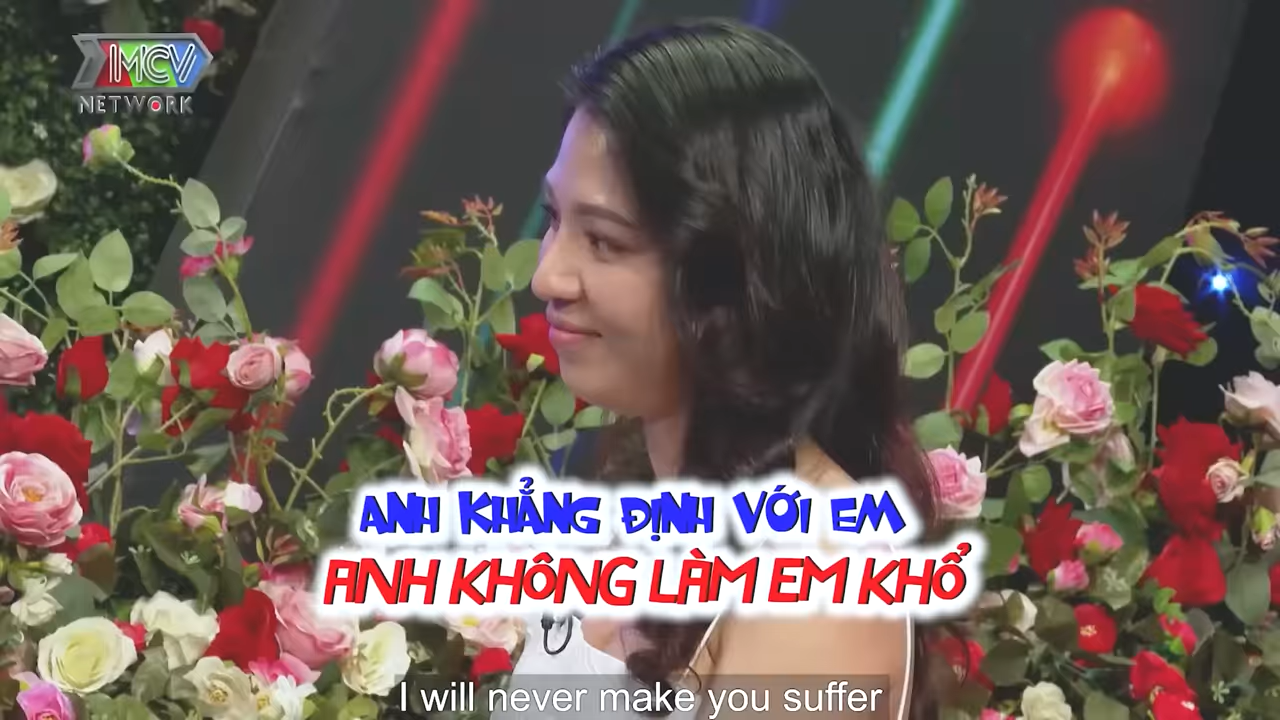 MCV
NETWORK
ANH KHẲNG ĐỊNH VỚI EM
ANH KHÔNG LÀM EM KHỔ
I will never make you suffer